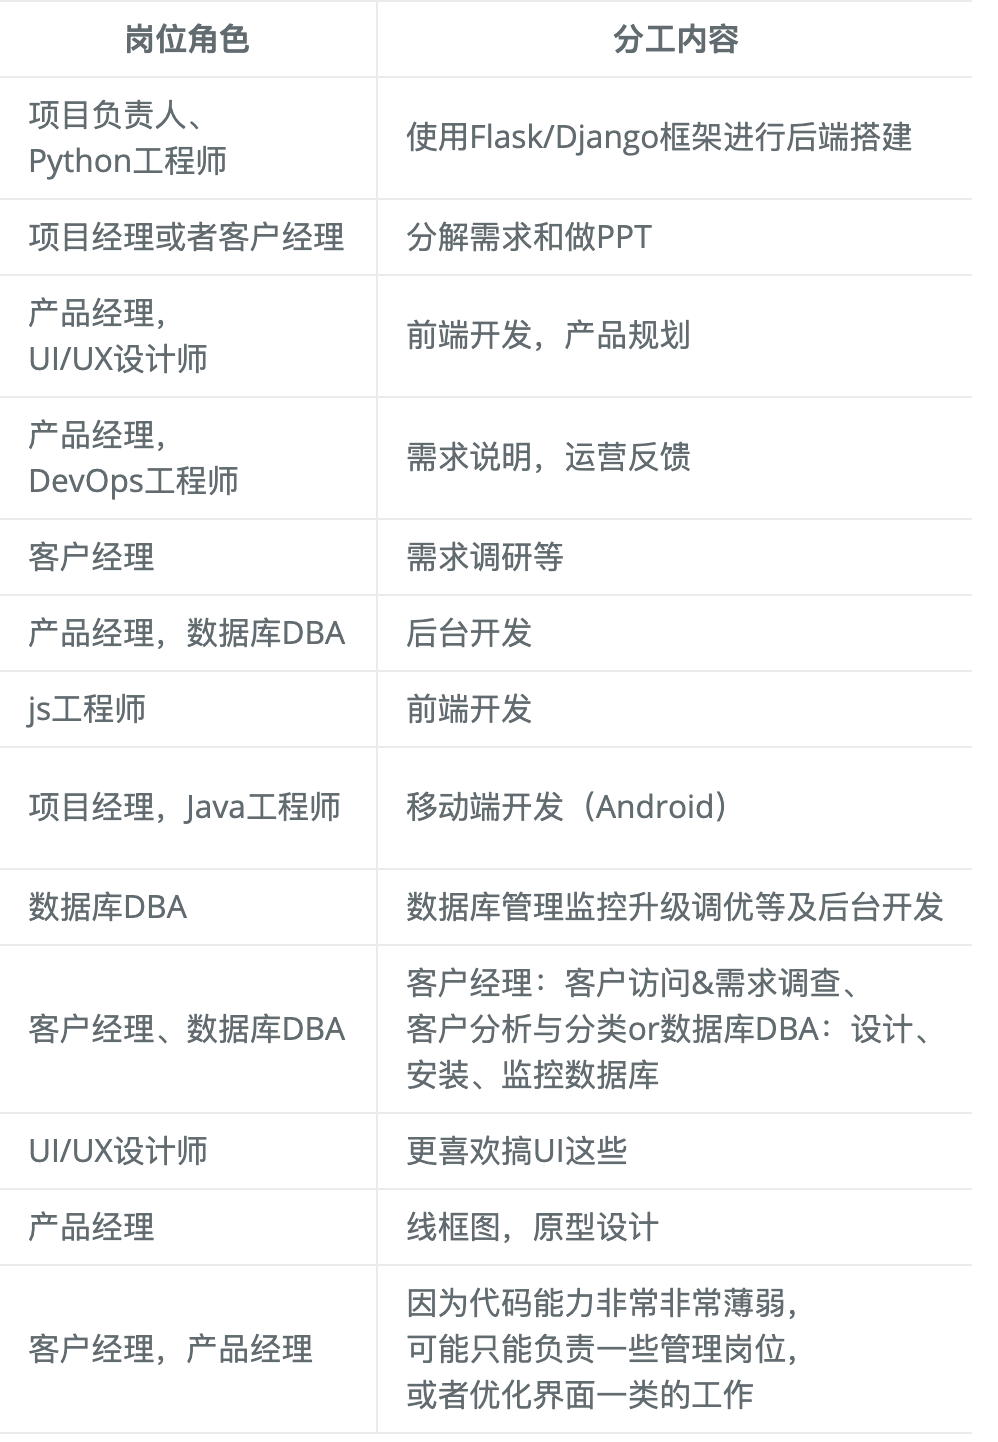 岗位角色 分工内容
项目负责人、
Python工程师
使用Flask/Django框架进行后端搭建
项目经理或者客户经理 分解需求和做PPT
产品经理，
UI/UX设计师
前端开发，产品规划
产品经理，
DevOps工程师
需求说明，运营反馈
客户经理 需求调研等
产品经理，数据库DBA 后台开发
js工程师 前端开发
项目经理，Java工程师 移动端开发（Android）
数据库DBA 数据库管理监控升级调优等及后台开发
客户经理、数据库DBA
客户经理：客户访问&需求调查、
客户分析与分类or数据库DBA：设计、
安装、监控数据库
UI/UX设计师 更喜欢搞UI这些
产品经理 线框图，原型设计
客户经理，产品经理
因为代码能力非常非常薄弱，
可能只能负责一些管理岗位，
或者优化界面一类的工作